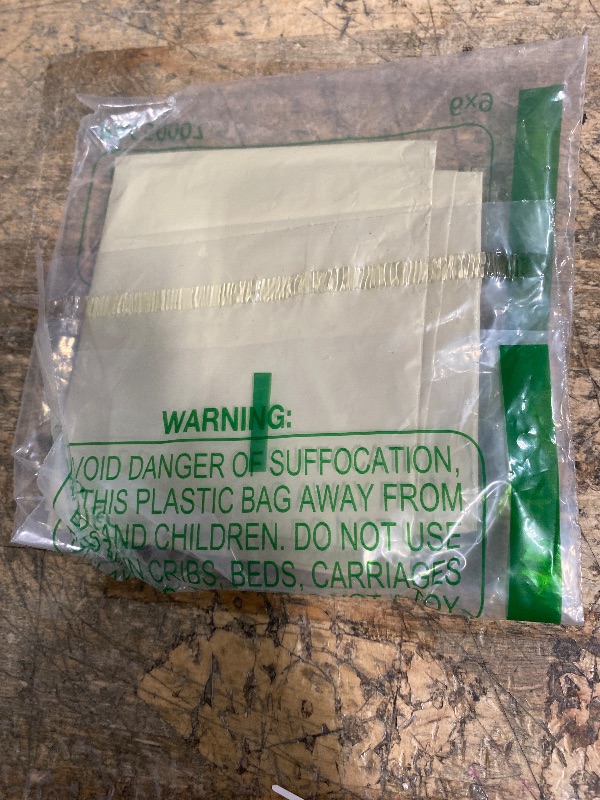 6x9
WARNING:
VOID DANGER OF SUFFOCATION,
THIS PLASTIC BAG AWAY FROM
AND CHILDREN. DO NOT USE
IN CRIBS, BEDS, CARRIAGES